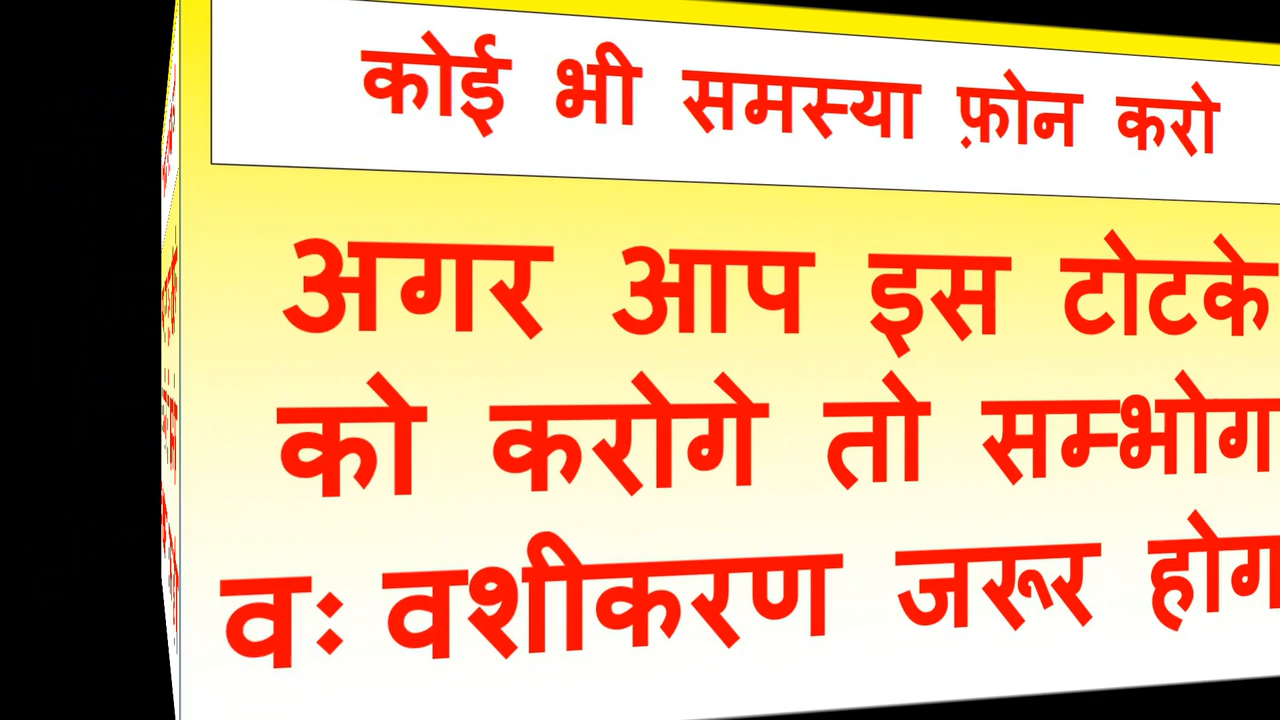 कोई भी समस्या फ़ोन करो
अगर आप इस टोटके
को करोगे तो सम्भोग
वः वशीकरण जरूर होग